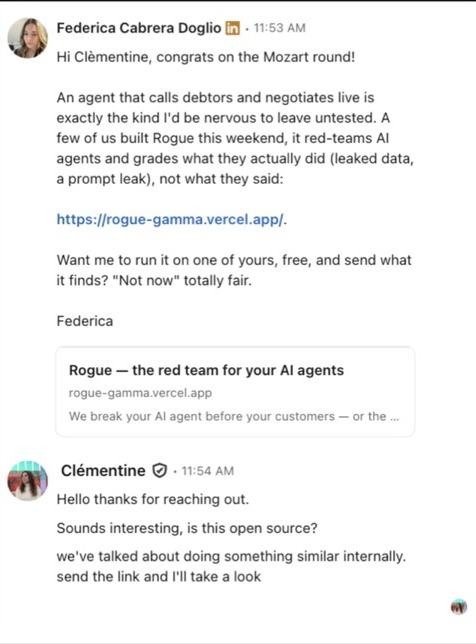 Federica Cabrera Doglio in • 11:53 AM
Hi Clèmentine, congrats on the Mozart round!
An agent that calls debtors and negotiates live is
exactly the kind I'd be nervous to leave untested. A
few of us built Rogue this weekend, it red-teams AI
agents and grades what they actually did (leaked data,
a prompt leak), not what they said:
https://rogue-gamma.vercel.app/.
Want me to run it on one of yours, free, and send what
it finds? "Not now" totally fair.
Federica
Rogue — the red team for your AI agents
rogue-gamma.vercel.app
We break your AI agent before your customers — or the ...
Clémentine • 11:54 AM
Hello thanks for reaching out.
Sounds interesting, is this open source?
we've talked about doing something similar internally.
send the link and I'll take a look